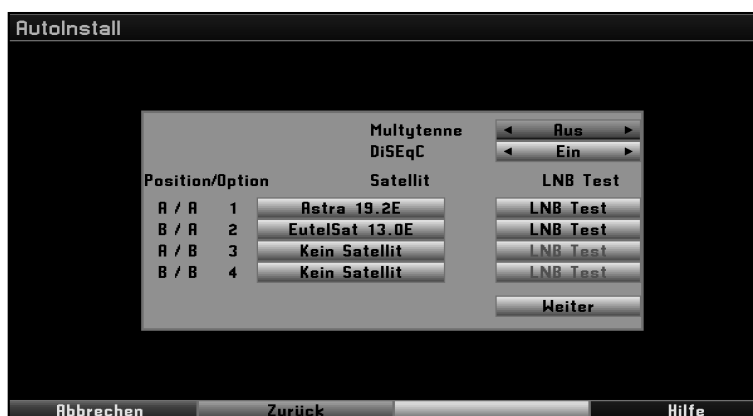 AutoInstall
Multytenne ◄ Aus ►
DiSEqC ◄ Ein ►
Position/Option Satellit LNB Test
A / A 1 Astra 19.2E LNB Test
B / A 2 EutelSat 13.0E LNB Test
A / B 3 Kein Satellit LNB Test
B / B 4 Kein Satellit LNB Test
Weiter
Abbrechen Zurück Hilfe